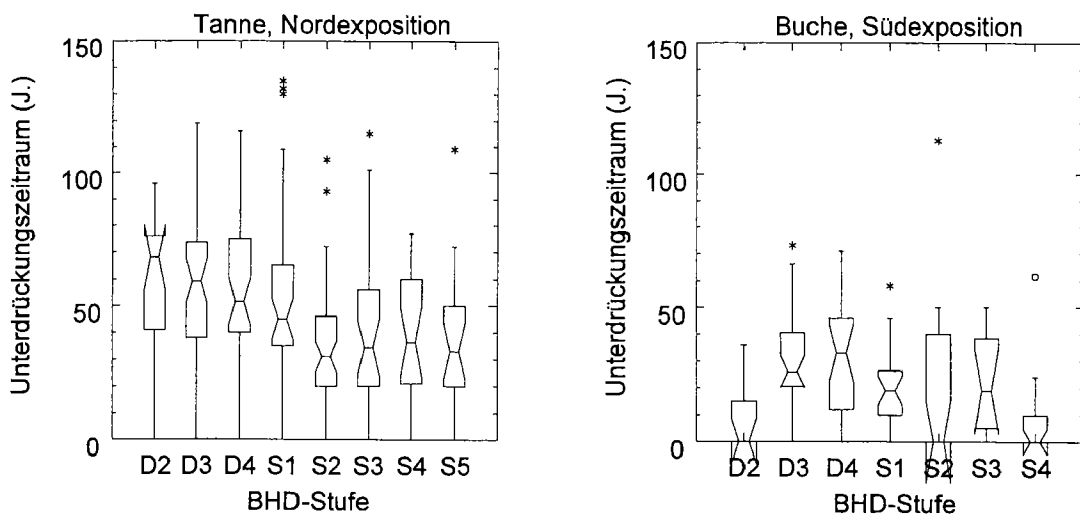 Tanne, Nordexposition
Unterdrückungszeitraum (J.)
150
100
50
0
D2 D3 D4 S1 S2 S3 S4 S5
BHD-Stufe
Buche, Südexposition
Unterdrückungszeitraum (J.)
150
100
50
0
D2 D3 D4 S1 S2 S3 S4
BHD-Stufe